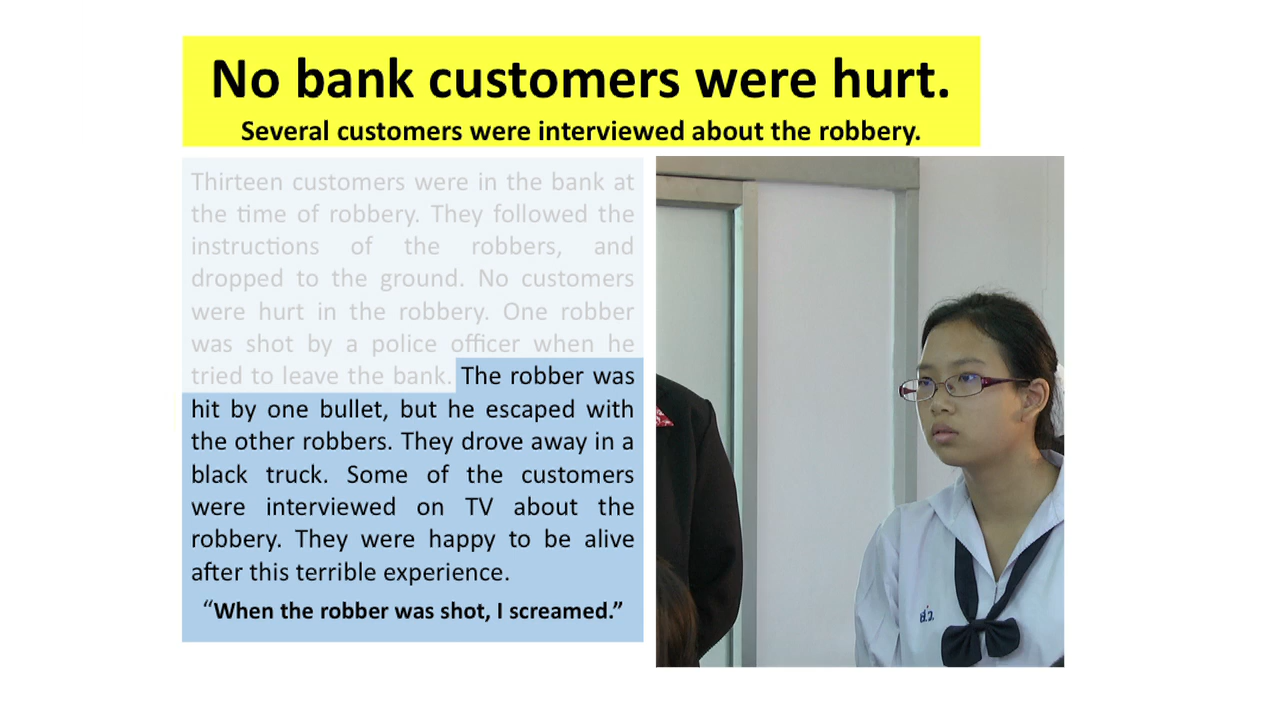 No bank customers were hurt.
Several customers were interviewed about the robbery.
Thirteen customers were in the bank at
the time of robbery. They followed the
instructions of the robbers, and
dropped to the ground. No customers
were hurt in the robbery. One robber
was shot by a police officer when he
tried to leave the bank. The robber was
hit by one bullet, but he escaped with
the other robbers. They drove away in a
black truck. Some of the customers
were interviewed on TV about the
robbery. They were happy to be alive
after this terrible experience.
“When the robber was shot, I screamed.”